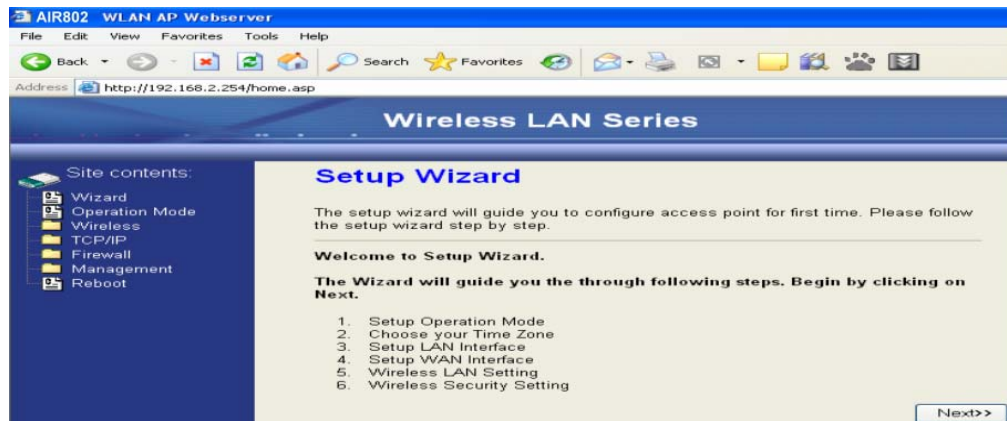 AIR802 WLAN AP Webserver
File Edit View Favorites Tools Help
Back Search Favorites
Address http://192.168.2.254/home.asp
Wireless LAN Series
Site contents:
Wizard
Operation Mode
Wireless
TCP/IP
Firewall
Management
Reboot
Setup Wizard
The setup wizard will guide you to configure access point for first time. Please follow
the setup wizard step by step.
Welcome to Setup Wizard.
The Wizard will guide you the through following steps. Begin by clicking on
Next.
1. Setup Operation Mode
2. Choose your Time Zone
3. Setup LAN Interface
4. Setup WAN Interface
5. Wireless LAN Setting
6. Wireless Security Setting
Next>>